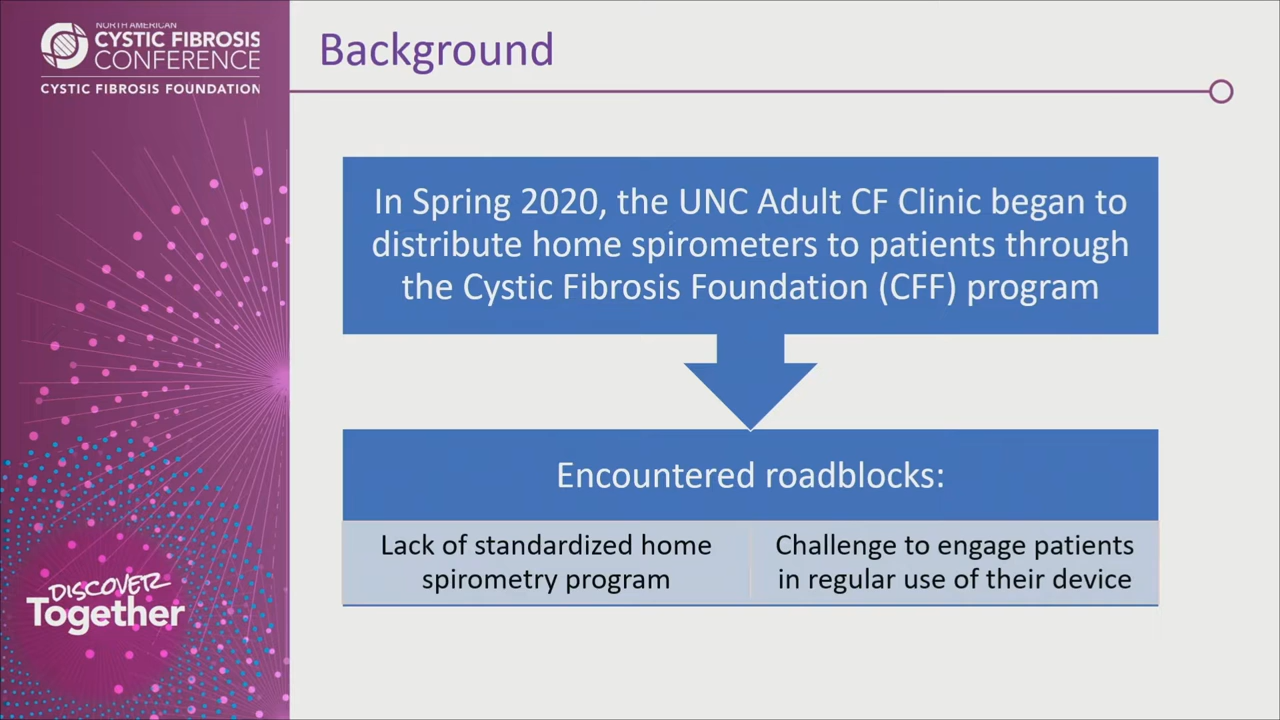 NORTH AMERICAN
CYSTIC FIBROSIS
CONFERENCE
CYSTIC FIBROSIS FOUNDATION
Background
In Spring 2020, the UNC Adult CF Clinic began to
distribute home spirometers to patients through
the Cystic Fibrosis Foundation (CFF) program
Encountered roadblocks:
Lack of standardized home
spirometry program
Challenge to engage patients
in regular use of their device
DISCOVER
Together